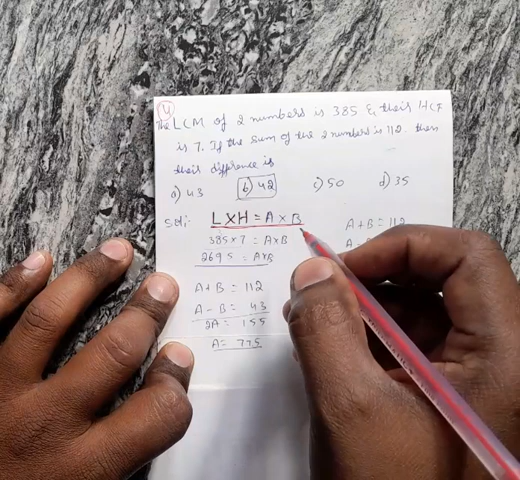 4
The LCM of 2 numbers is 385 & their HCF
is 7. If the sum of the 2 numbers is 112. then
their difference is
a) 43 b) 42 c) 50 d) 35
Sol: L X H = A X B
385 x 7 = A x B
2695 = A x B
A + B = 112
A - B = 43
2A = 155
A = 775
A + B = 112